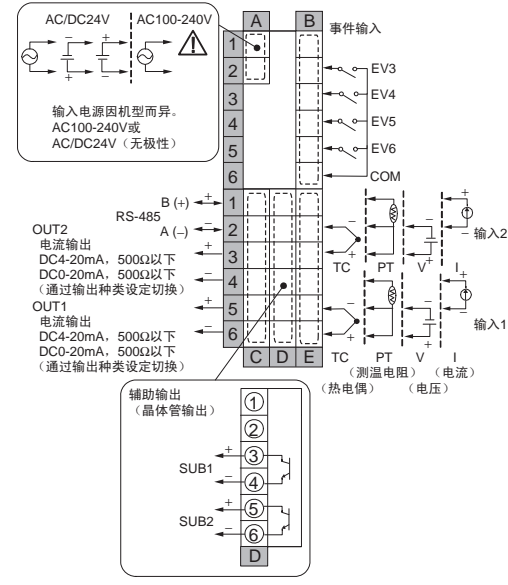 AC/DC24V AC100-240V
输入电源因机型而异。
AC100-240V或
AC/DC24V（无极性）
A B
事件输入
1
2
3
4
5
6
EV3
EV4
EV5
EV6
COM
1
2
3
4
5
6
B (+) +
RS-485
A (–) –
OUT2
电流输出
DC4-20mA，500Ω以下
DC0-20mA，500Ω以下
（通过输出种类设定切换）
+
–
OUT1
电流输出
DC4-20mA，500Ω以下
DC0-20mA，500Ω以下
（通过输出种类设定切换）
+
–
C D E
TC PT V I
输入2
TC PT V I
输入1
（测温电阻） （电流）
（热电偶） （电压）
辅助输出
（晶体管输出）
①
②
③
④
⑤
⑥
D
SUB1
+
–
SUB2
+
–